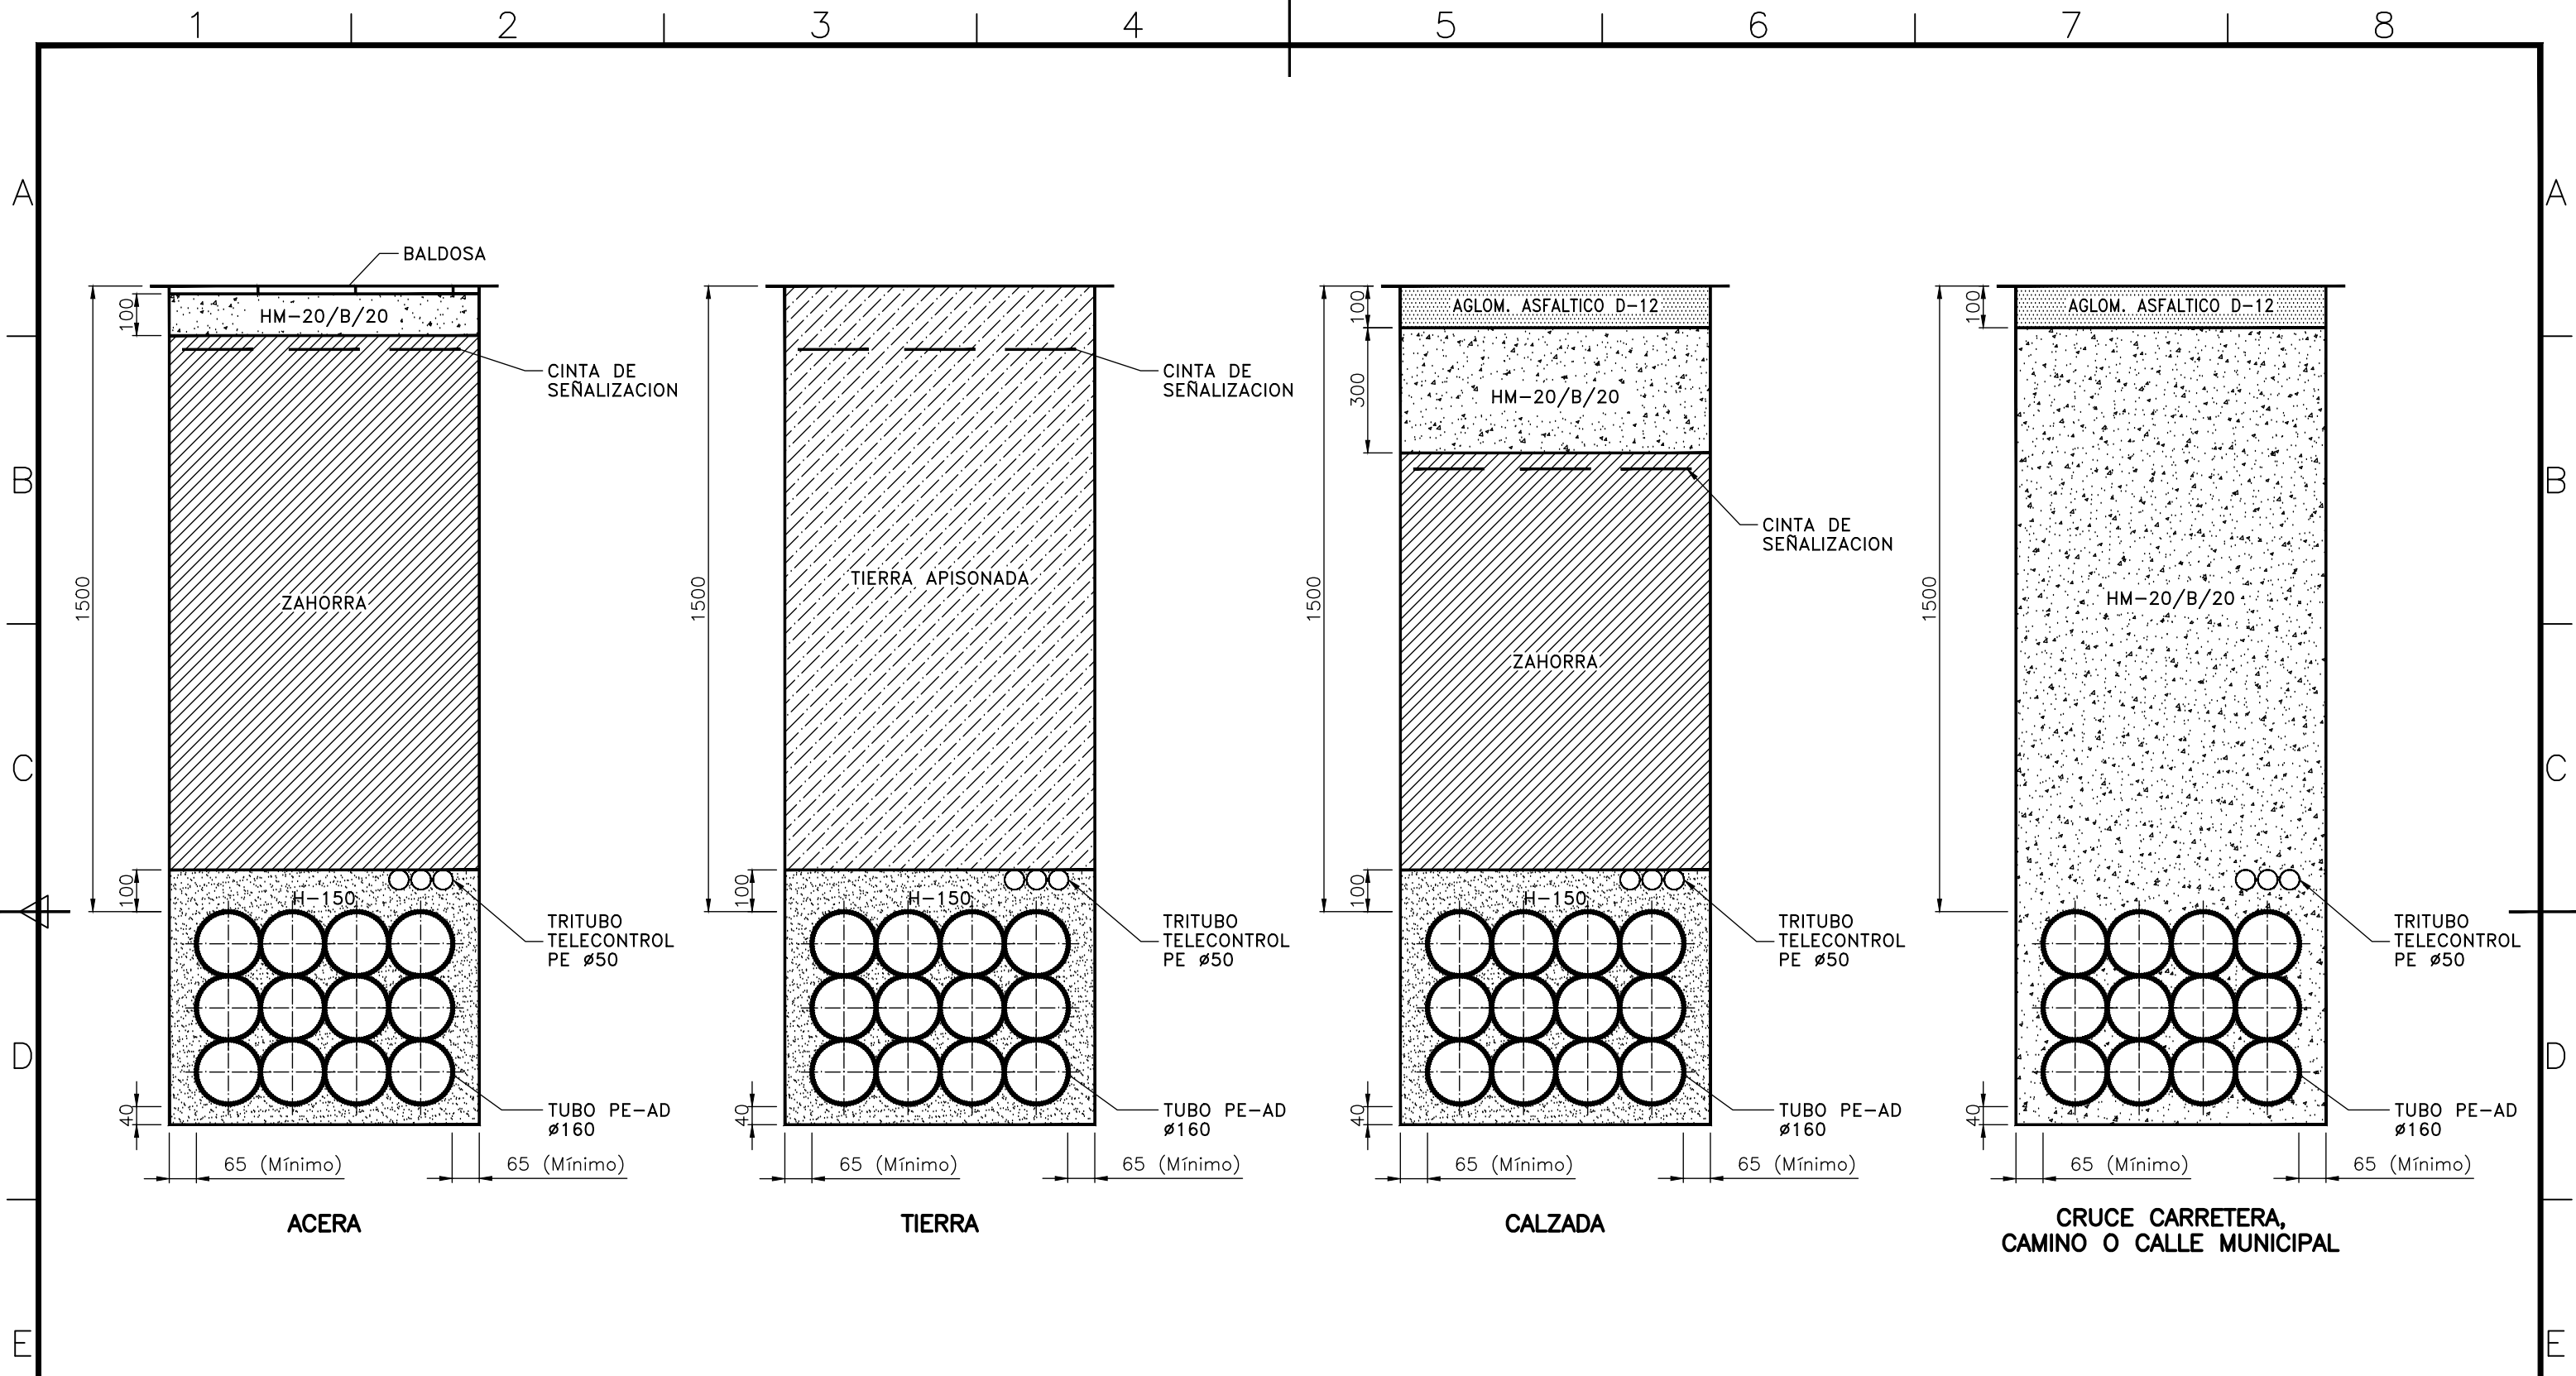 1 2 3 4 5 6 7 8
A
A
B
B
C
C
D
D
E
E
BALDOSA
100
HM-20/B/20
CINTA DE
SEÑALIZACION
1500
ZAHORRA
100
H-150
TRITUBO
TELECONTROL
PE ø50
40
TUBO PE-AD
ø160
65 (Mínimo)
65 (Mínimo)
ACERA
CINTA DE
SEÑALIZACION
1500
TIERRA APISONADA
100
H-150
TRITUBO
TELECONTROL
PE ø50
40
TUBO PE-AD
ø160
65 (Mínimo)
65 (Mínimo)
TIERRA
100
AGLOM. ASFALTICO D-12
300
HM-20/B/20
CINTA DE
SEÑALIZACION
1500
ZAHORRA
100
H-150
TRITUBO
TELECONTROL
PE ø50
40
TUBO PE-AD
ø160
65 (Mínimo)
65 (Mínimo)
CALZADA
100
AGLOM. ASFALTICO D-12
1500
HM-20/B/20
TRITUBO
TELECONTROL
PE ø50
40
TUBO PE-AD
ø160
65 (Mínimo)
65 (Mínimo)
CRUCE CARRETERA,
CAMINO O CALLE MUNICIPAL